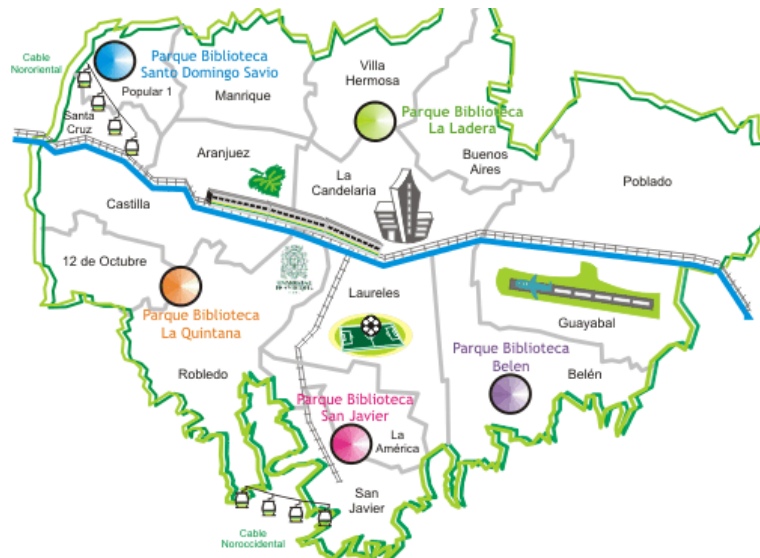 Cable
Nororiental
Parque Biblioteca
Santo Domingo Savio
Popular 1
Santa
Cruz
Manrique
Villa
Hermosa
Parque Biblioteca
La Ladera
Buenos
Aires
Poblado
Aranjuez
La
Candelaria
Castilla
12 de Octubre
Parque Biblioteca
La Quintana
Laureles
Guayabal
Parque Biblioteca
Belen
Belén
Robledo
Parque Biblioteca
San Javier
La
América
San
Javier
Cable
Noroccidental